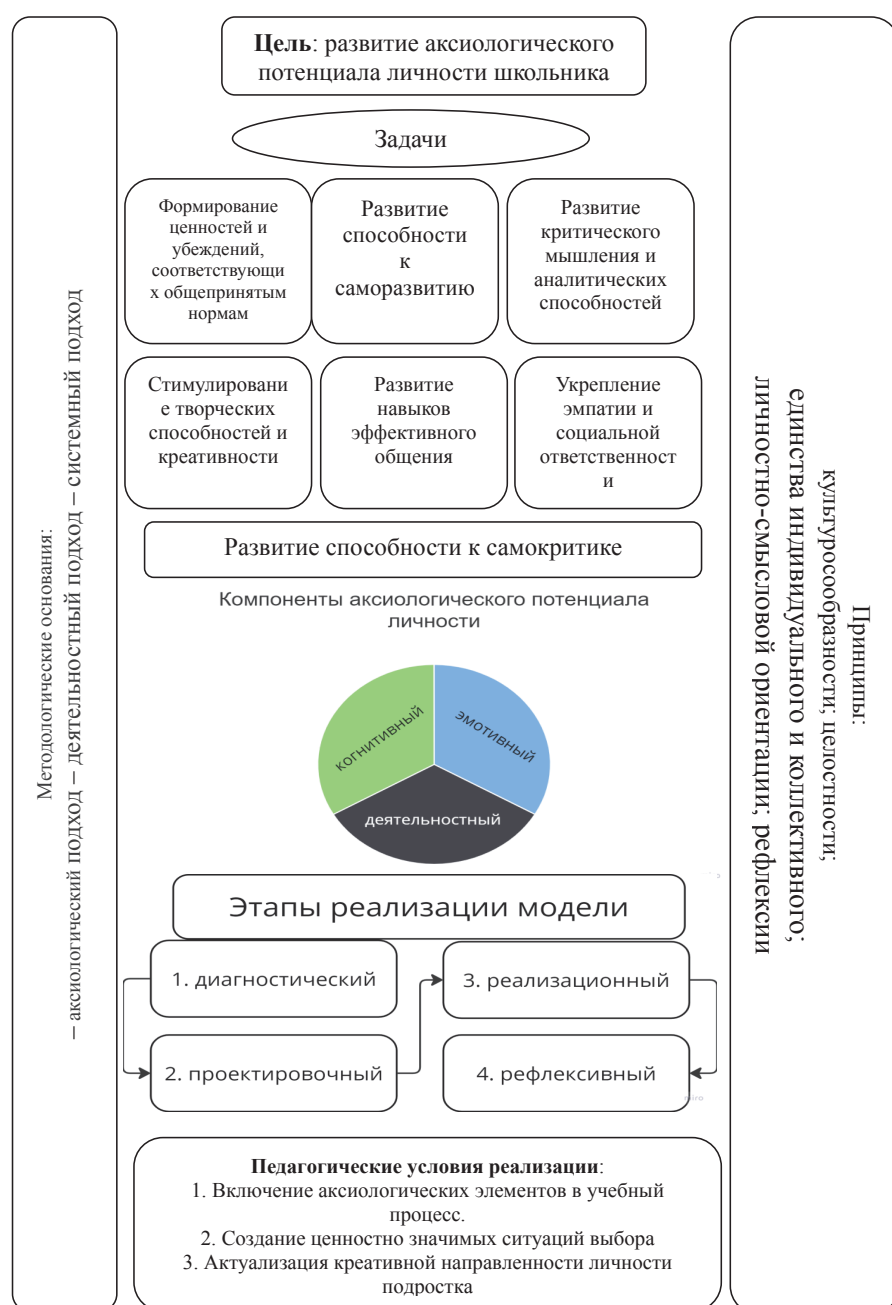 Методологические основания:
– аксиологический подход – деятельностный подход – системный подход
Цель: развитие аксиологического
потенциала личности школьника
Задачи
Формирование
ценностей и
убеждений,
соответствующи
х общепринятым
нормам
Развитие
способности
к
саморазвитию
Развитие
критического
мышления и
аналитических
способностей
Стимулировани
е творческих
способностей и
креативности
Развитие
навыков
эффективного
общения
Укрепление
эмпатии и
социальной
ответственност
и
Развитие способности к самокритике
Компоненты аксиологического потенциала
личности
когнитивный
эмотивный
деятельностный
Этапы реализации модели
1. диагностический
3. реализационный
2. проектировочный
4. рефлексивный
miro
Педагогические условия реализации:
1. Включение аксиологических элементов в учебный
процесс.
2. Создание ценностно значимых ситуаций выбора
3. Актуализация креативной направленности личности
подростка
Принципы:
культуросообразности; целостности;
единства индивидуального и коллективного;
личностно-смысловой ориентации; рефлексии